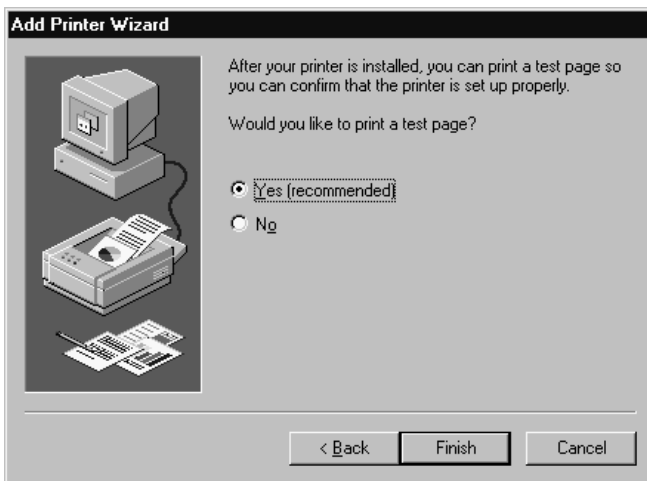 Add Printer Wizard
After your printer is installed, you can print a test page so
you can confirm that the printer is set up properly.
Would you like to print a test page?
Yes (recommended)
No
< Back
Finish
Cancel